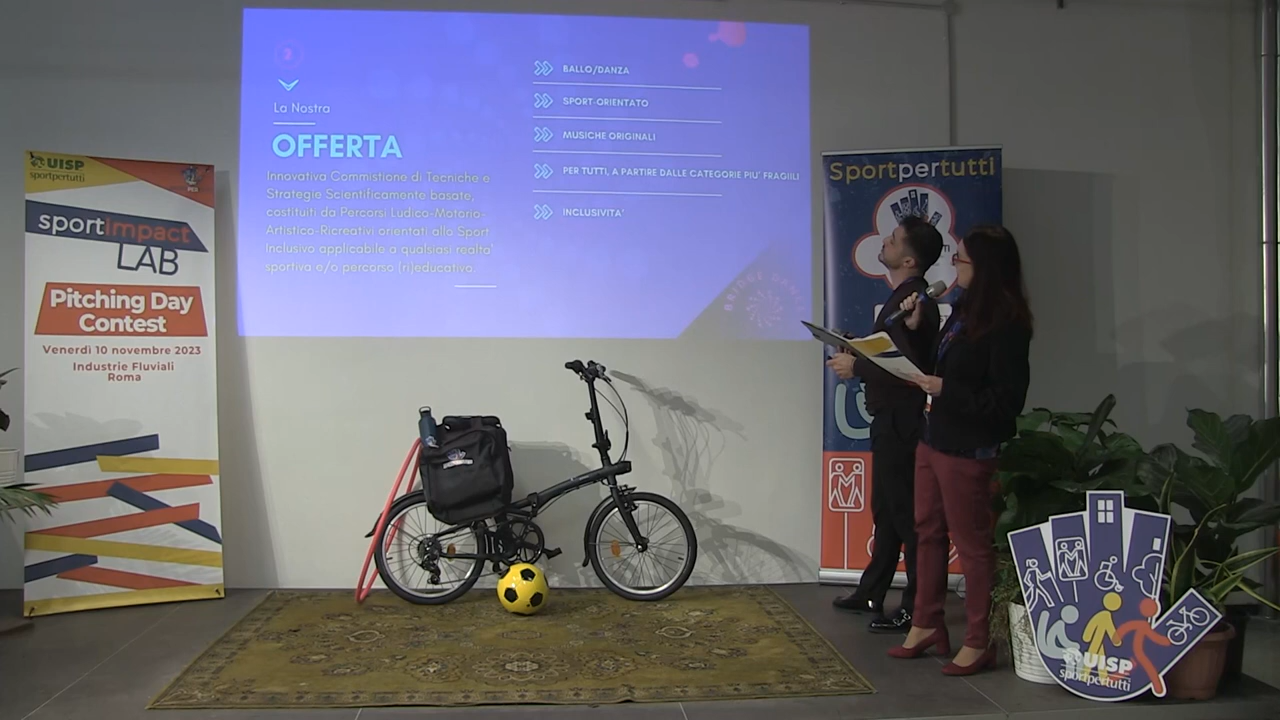 2
La Nostra
OFFERTA
Innovativa Commistione di Tecniche e
Strategie Scientificamente basate,
costituiti da Percorsi Ludico-Motorio-
Artistico-Ricreativi orientati allo Sport
Inclusivo applicabile a qualsiasi realta'
sportiva e/o percorso (ri)educativo.
BALLO/DANZA
SPORT-ORIENTATO
MUSICHE ORIGINALI
PER TUTTI, A PARTIRE DALLE CATEGORIE PIU' FRAGILI
INCLUSIVITA'
UISP
sportpertutti
sportimpact
LAB
Pitching Day
Contest
Venerdì 10 novembre 2023
Industrie Fluviali
Roma
Sportpertutti
UISP
sportpertutti